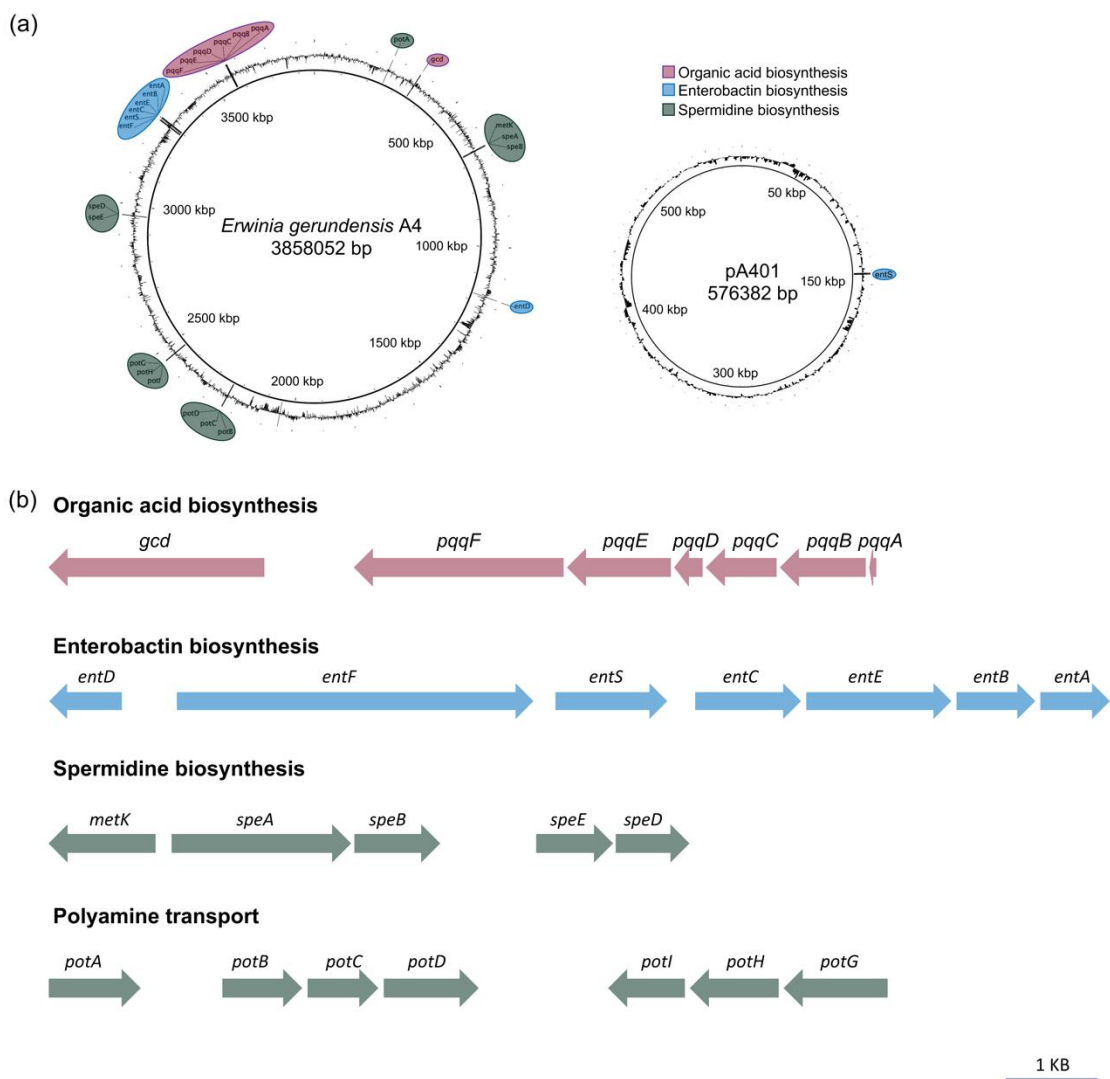 (a)
pqqA
pqqB
pqqC
pqqD
pqqE
pqqF
entA
entB
entE
entC
entS
entF
speD
speE
potG
potH
potI
potD
potC
potB
potA
gcd
metK
speA
speB
entD
3500 kbp
500 kbp
3000 kbp
1000 kbp
2500 kbp
1500 kbp
2000 kbp
Erwinia gerundensis A4
3858052 bp
Organic acid biosynthesis
Enterobactin biosynthesis
Spermidine biosynthesis
50 kbp
500 kbp
150 kbp
entS
400 kbp
300 kbp
pA401
576382 bp
(b)
Organic acid biosynthesis
gcd pqqF pqqE pqqD pqqC pqqB pqqA
Enterobactin biosynthesis
entD entF entS entC entE entB entA
Spermidine biosynthesis
metK speA speB speE speD
Polyamine transport
potA potB potC potD potI potH potG
1 KB